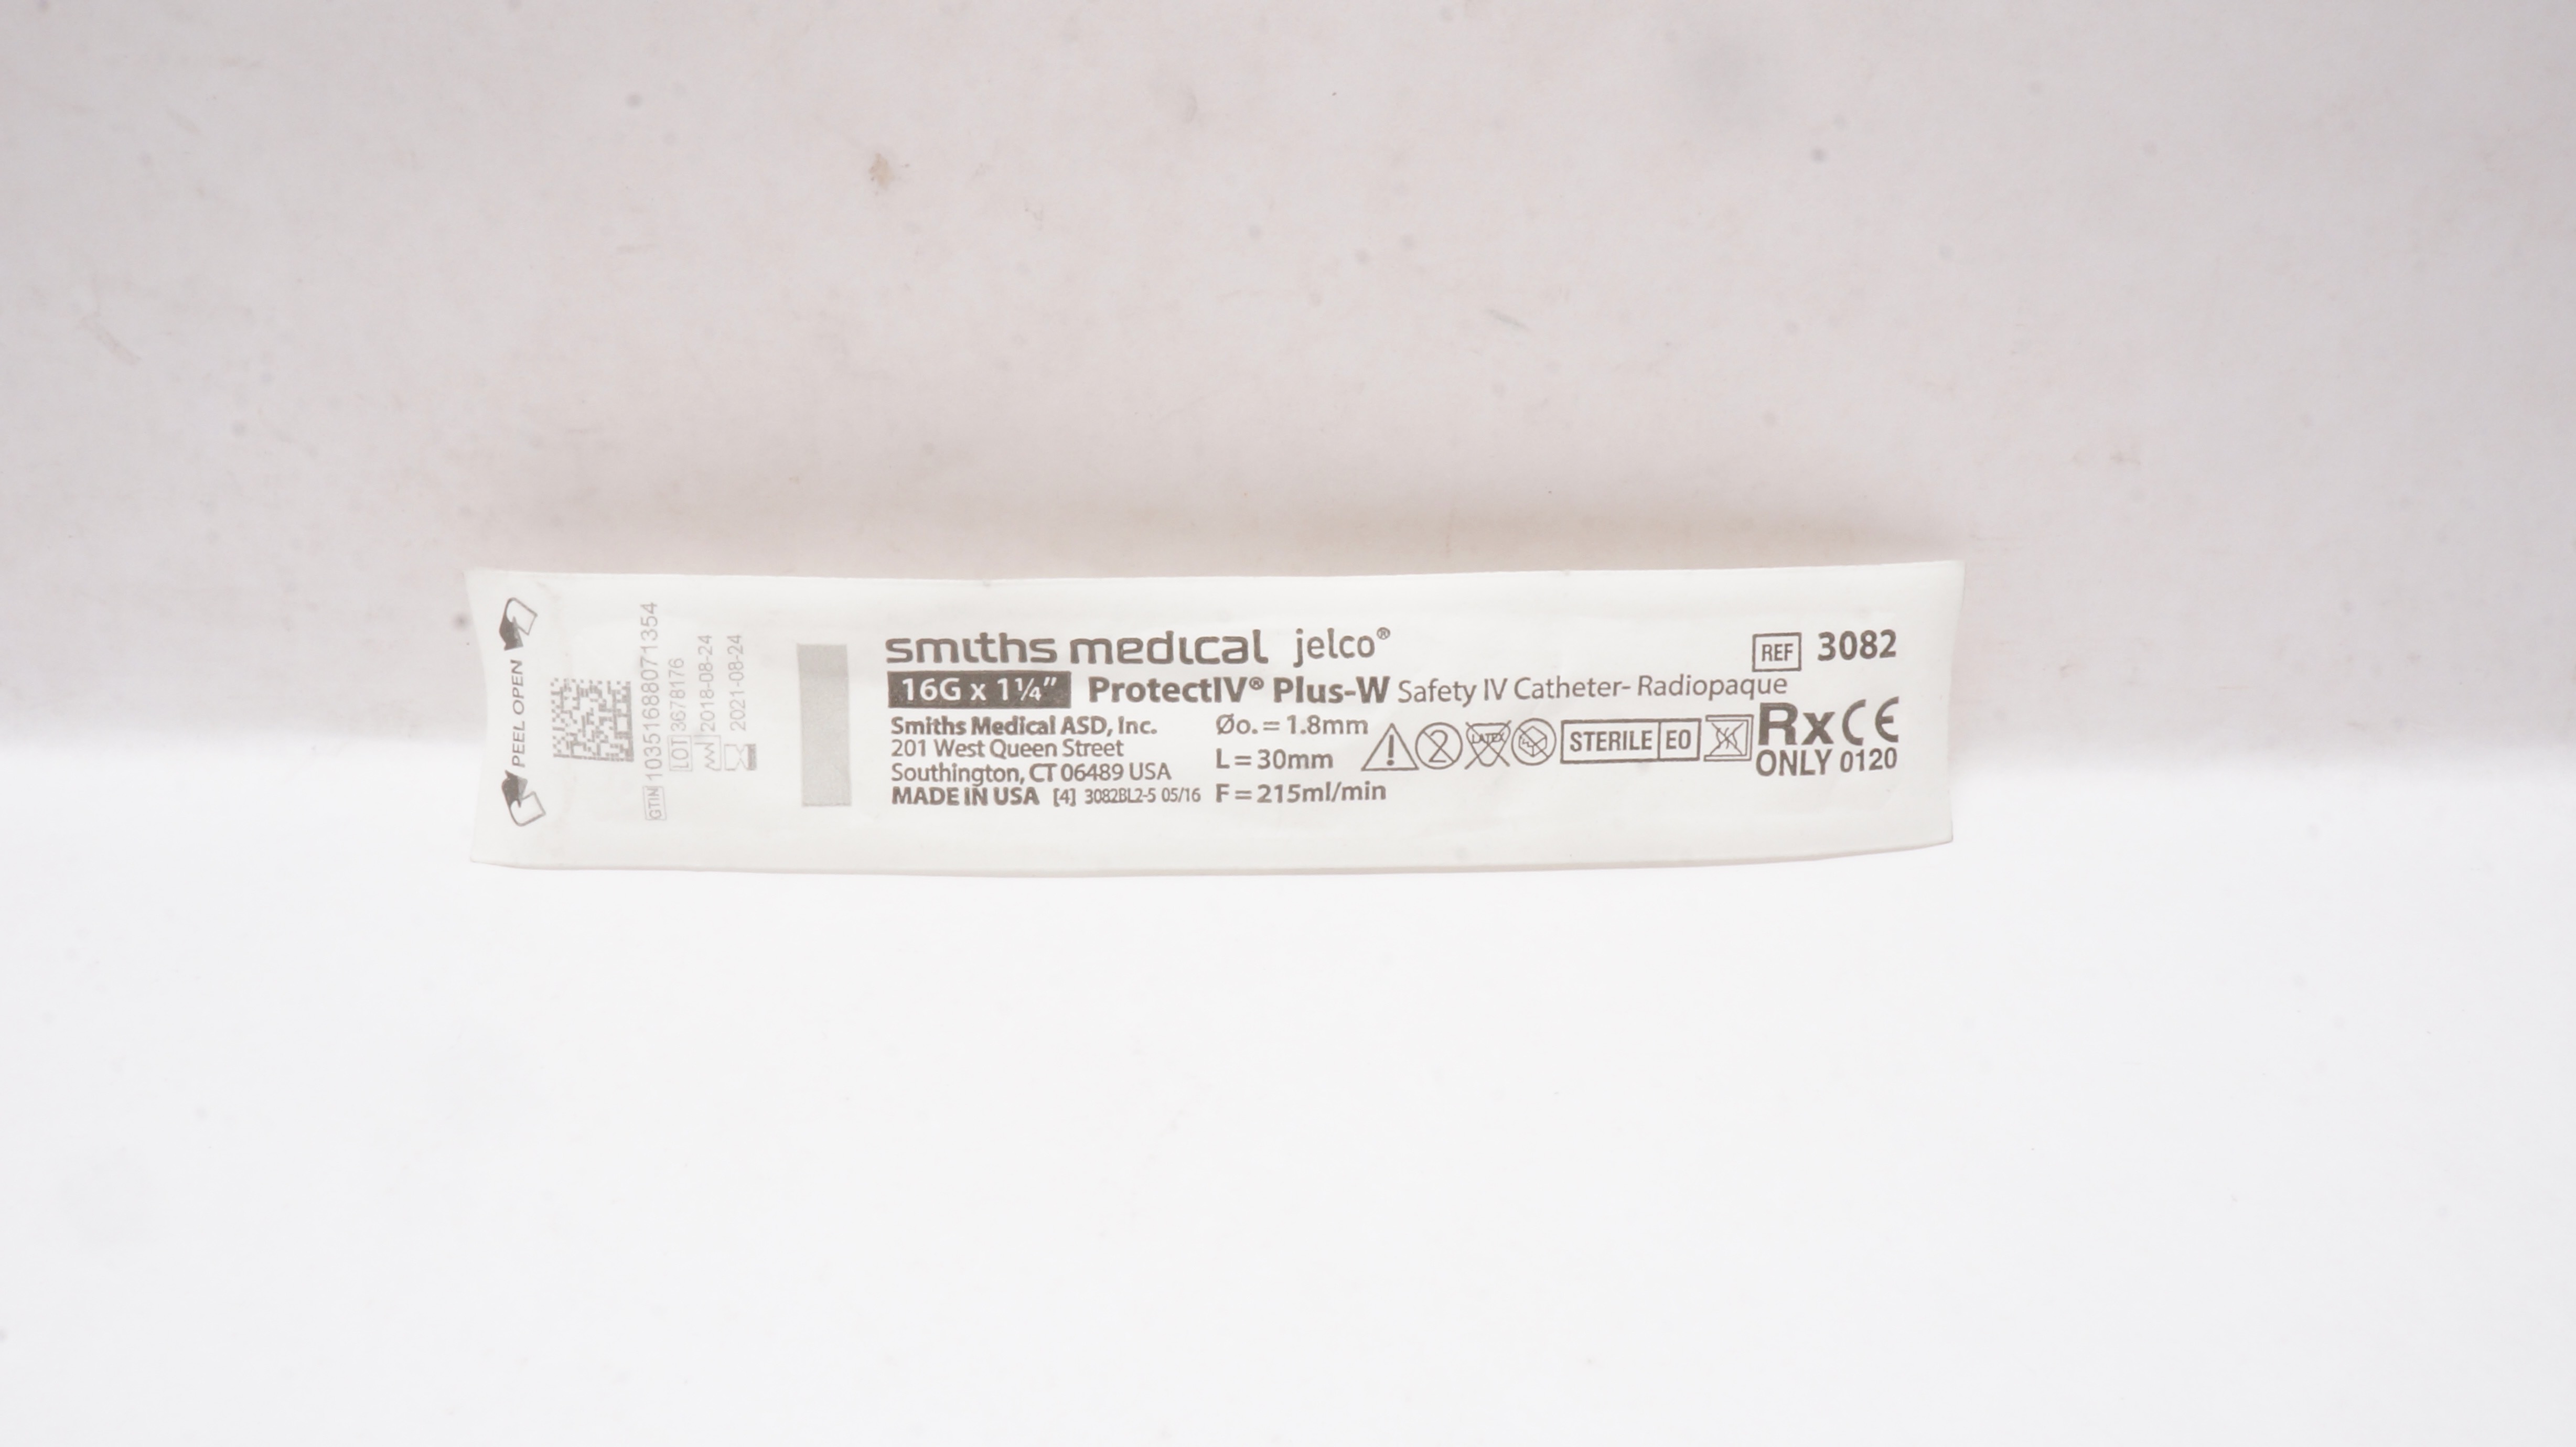 PEEL OPEN
GTIN 10351688071354
LOT 3678176
2018-08-24
2021-08-24
smiths medical jelco®
REF 3082
16G x 1¼" ProtectIV® Plus-W Safety IV Catheter- Radiopaque
Smiths Medical ASD, Inc.
201 West Queen Street
Southington, CT 06489 USA
MADE IN USA [4] 3082BL2-5 05/16
Øo. = 1.8mm
L = 30mm
F = 215ml/min
2
LATEX
STERILE EO
Rx CE
ONLY 0120